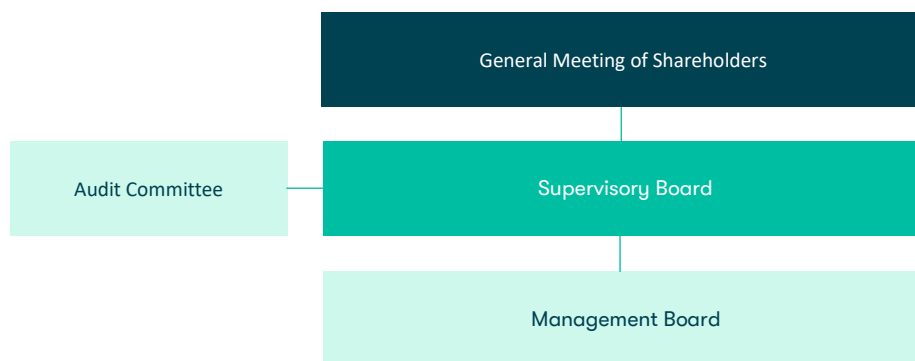 General Meeting of Shareholders
Audit Committee
Supervisory Board
Management Board